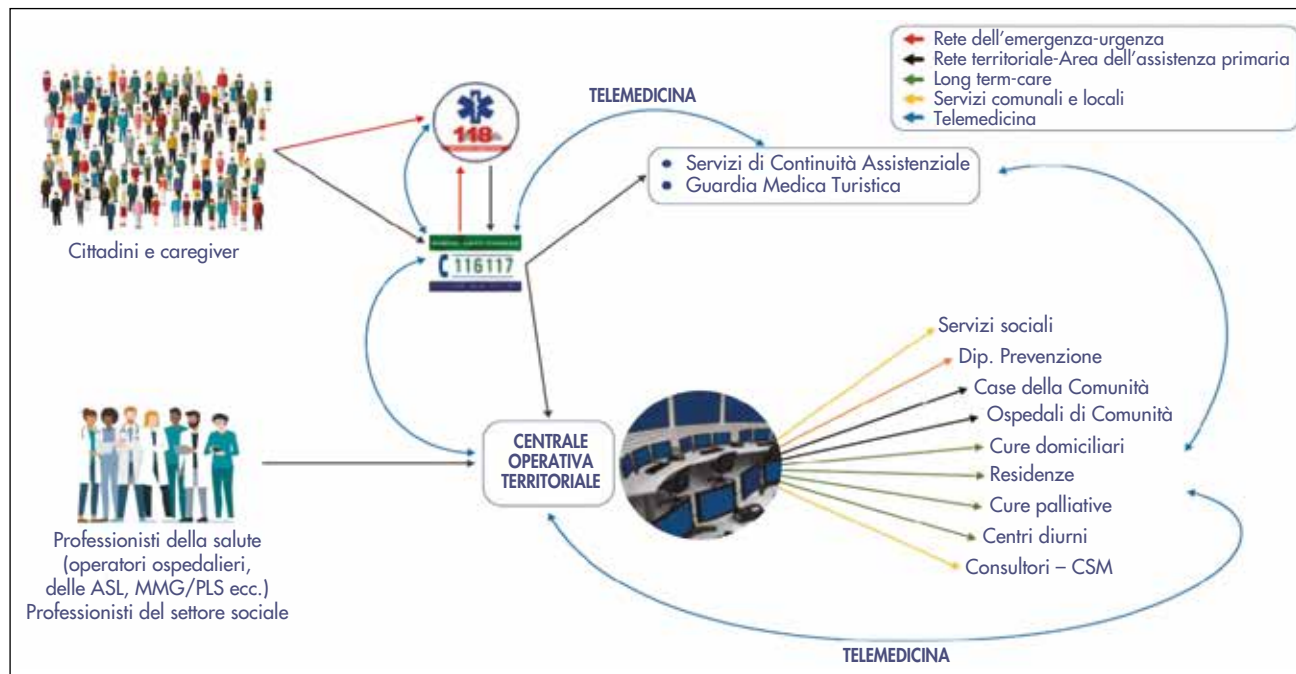 Rete dell'emergenza-urgenza
Rete territoriale-Area dell'assistenza primaria
Long term-care
Servizi comunali e locali
Telemedicina
TELEMEDICINA
118
Servizi di Continuità Assistenziale
Guardia Medica Turistica
Cittadini e caregiver
116117
Servizi sociali
Dip. Prevenzione
Case della Comunità
Ospedali di Comunità
Cure domiciliari
Residenze
Cure palliative
Centri diurni
Consultori – CSM
CENTRALE
OPERATIVA
TERRITORIALE
Professionisti della salute
(operatori ospedalieri,
delle ASL, MMG/PLS ecc.)
Professionisti del settore sociale
TELEMEDICINA